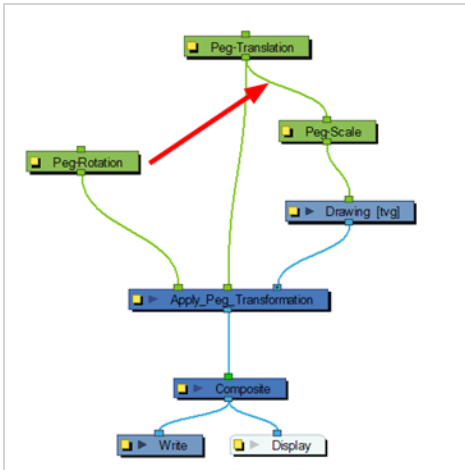 Peg-Translation
Peg-Scale
Peg-Rotation
Drawing [tvg]
Apply_Peg_Transformation
Composite
Write
Display